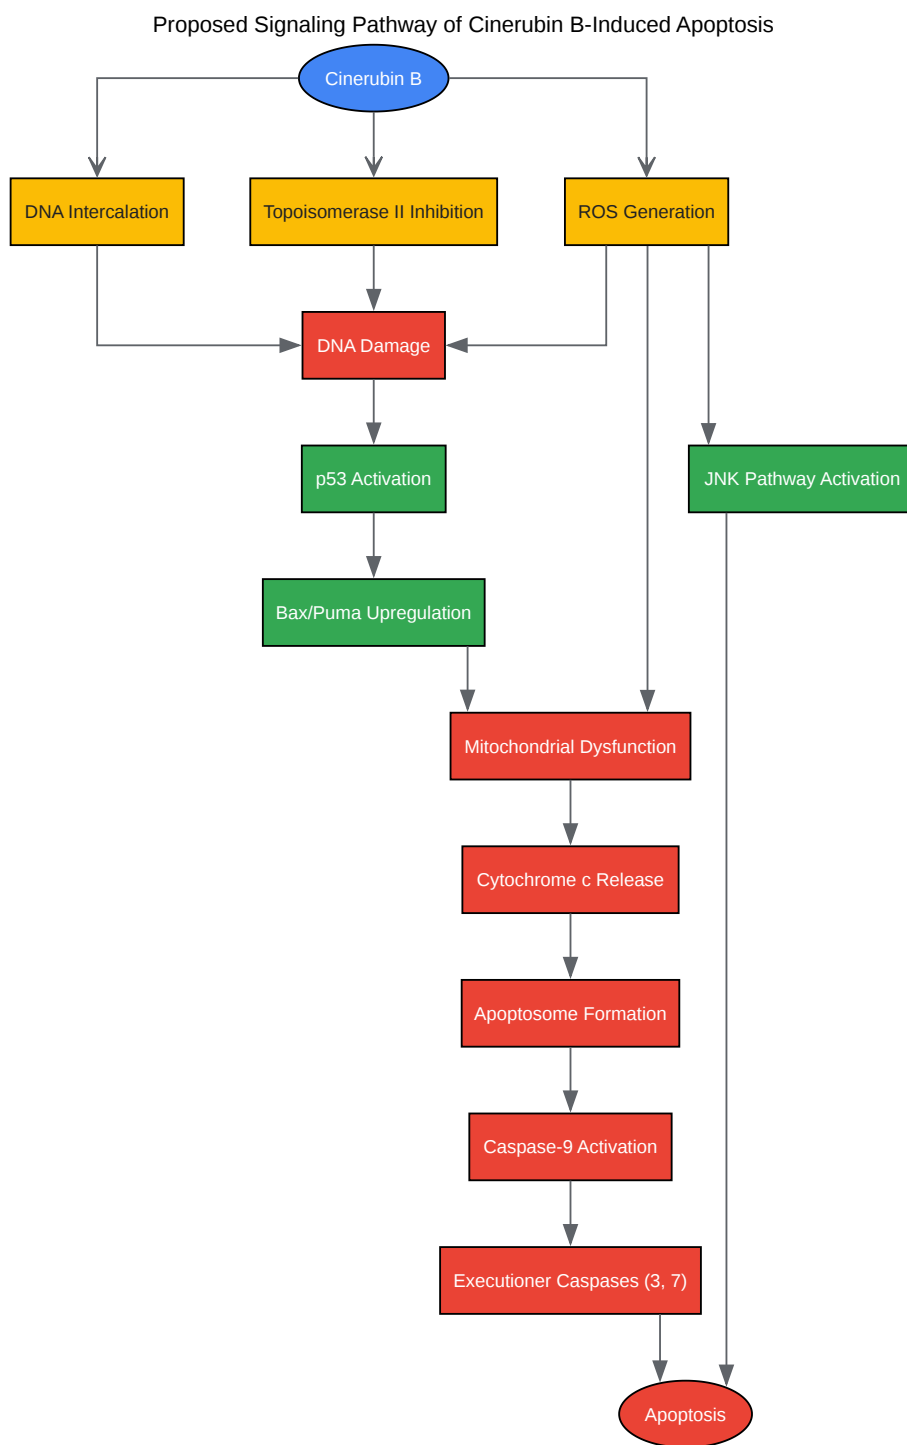 Proposed Signaling Pathway of Cinerubin B-Induced Apoptosis
Cinerubin B
DNA Intercalation
Topoisomerase II Inhibition
ROS Generation
DNA Damage
p53 Activation
JNK Pathway Activation
Bax/Puma Upregulation
Mitochondrial Dysfunction
Cytochrome c Release
Apoptosome Formation
Caspase-9 Activation
Executioner Caspases (3, 7)
Apoptosis